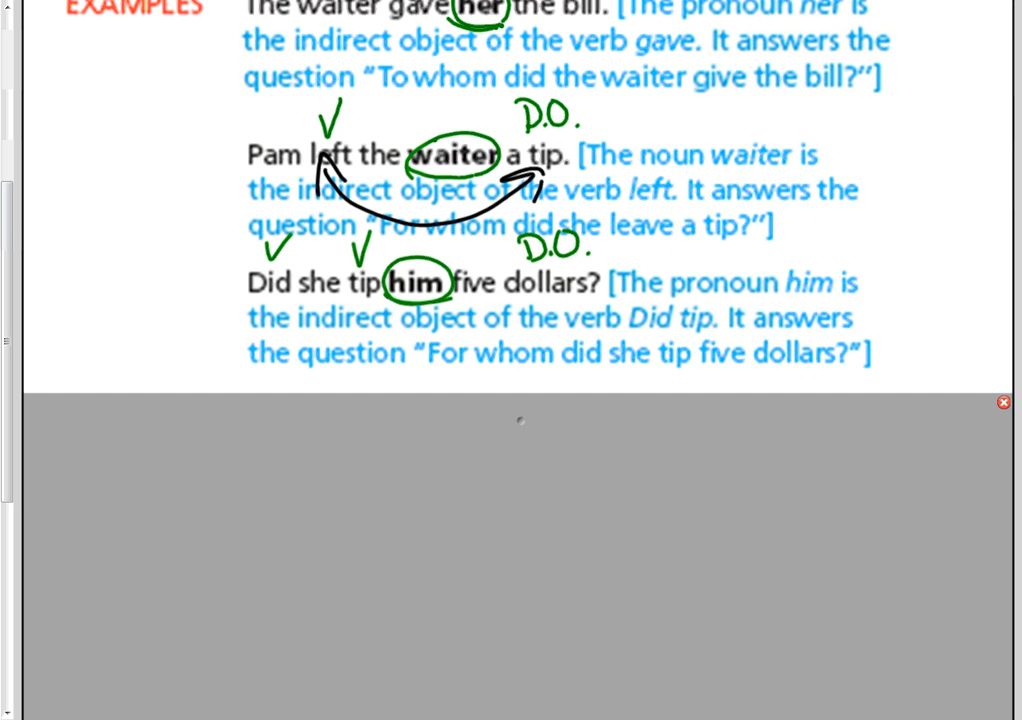 EXAMPLES The waiter gave her the bill. [The pronoun her is
the indirect object of the verb gave. It answers the
question “To whom did the waiter give the bill?”]
V D.O.
Pam left the waiter a tip. [The noun waiter is
the indirect object of the verb left. It answers the
question “For whom did she leave a tip?”]
V V D.O.
Did she tip him five dollars? [The pronoun him is
the indirect object of the verb Did tip. It answers
the question “For whom did she tip five dollars?”]